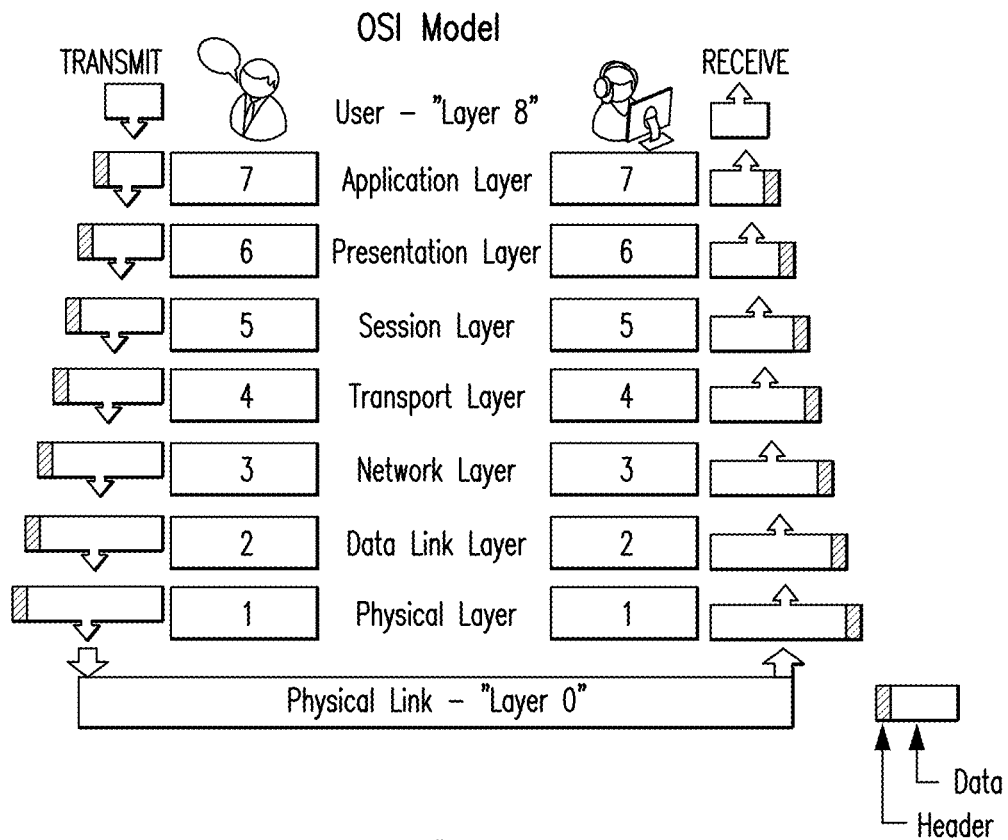 OSI Model
TRANSMIT
RECEIVE
User – "Layer 8"
7 Application Layer 7
6 Presentation Layer 6
5 Session Layer 5
4 Transport Layer 4
3 Network Layer 3
2 Data Link Layer 2
1 Physical Layer 1
Physical Link – "Layer 0"
Data
Header